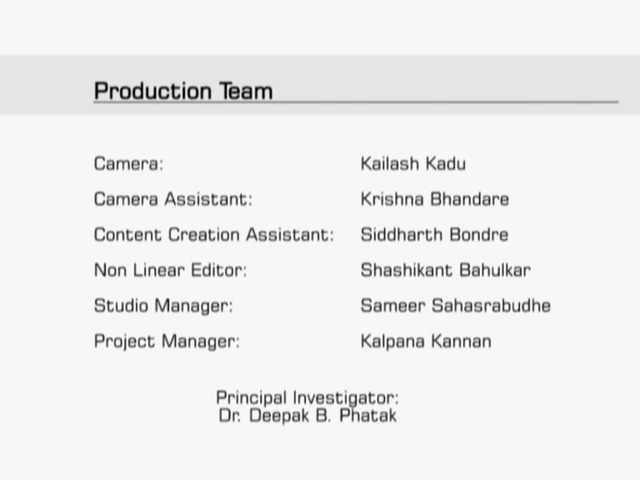 Production Team
Camera: Kailash Kadu
Camera Assistant: Krishna Bhandare
Content Creation Assistant: Siddharth Bondre
Non Linear Editor: Shashikant Bahulkar
Studio Manager: Sameer Sahasrabudhe
Project Manager: Kalpana Kannan
Principal Investigator:
Dr. Deepak B. Phatak